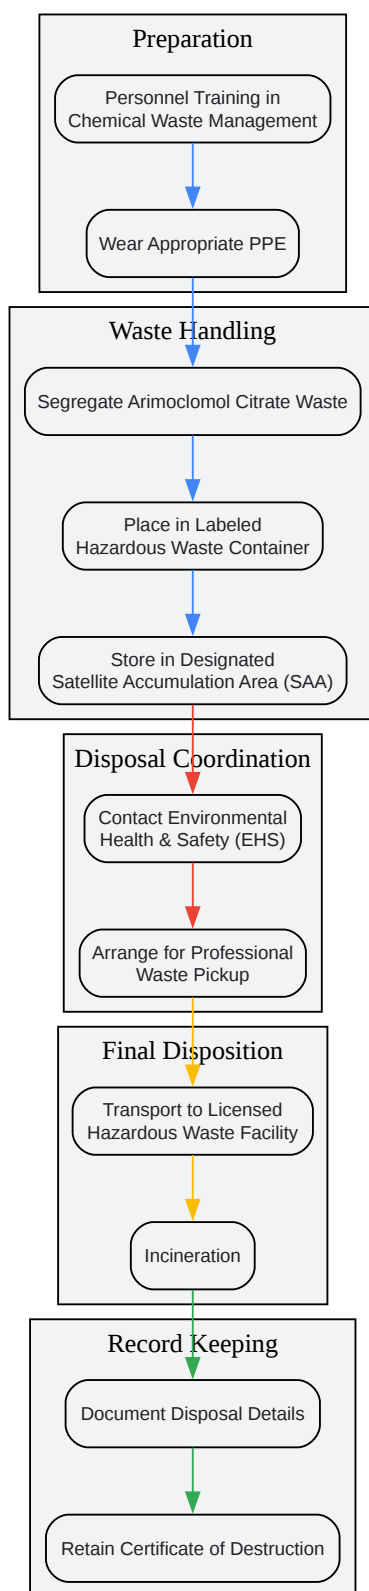 Preparation
Personnel Training in
Chemical Waste Management
Wear Appropriate PPE
Waste Handling
Segregate Arimoclomol Citrate Waste
Place in Labeled
Hazardous Waste Container
Store in Designated
Satellite Accumulation Area (SAA)
Disposal Coordination
Contact Environmental
Health & Safety (EHS)
Arrange for Professional
Waste Pickup
Final Disposition
Transport to Licensed
Hazardous Waste Facility
Incineration
Record Keeping
Document Disposal Details
Retain Certificate of Destruction